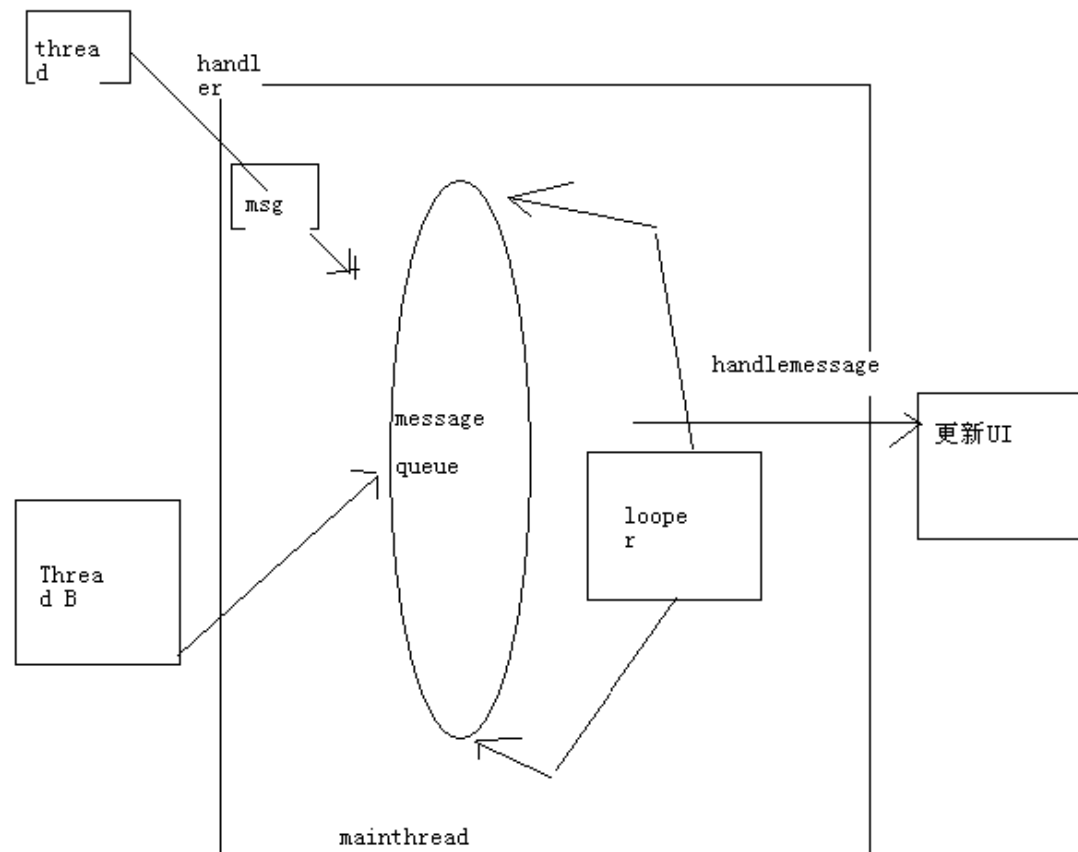 threa
d
handl
er
msg
handlemessage
message
queue
更新UI
loope
r
Threa
d B
mainthread